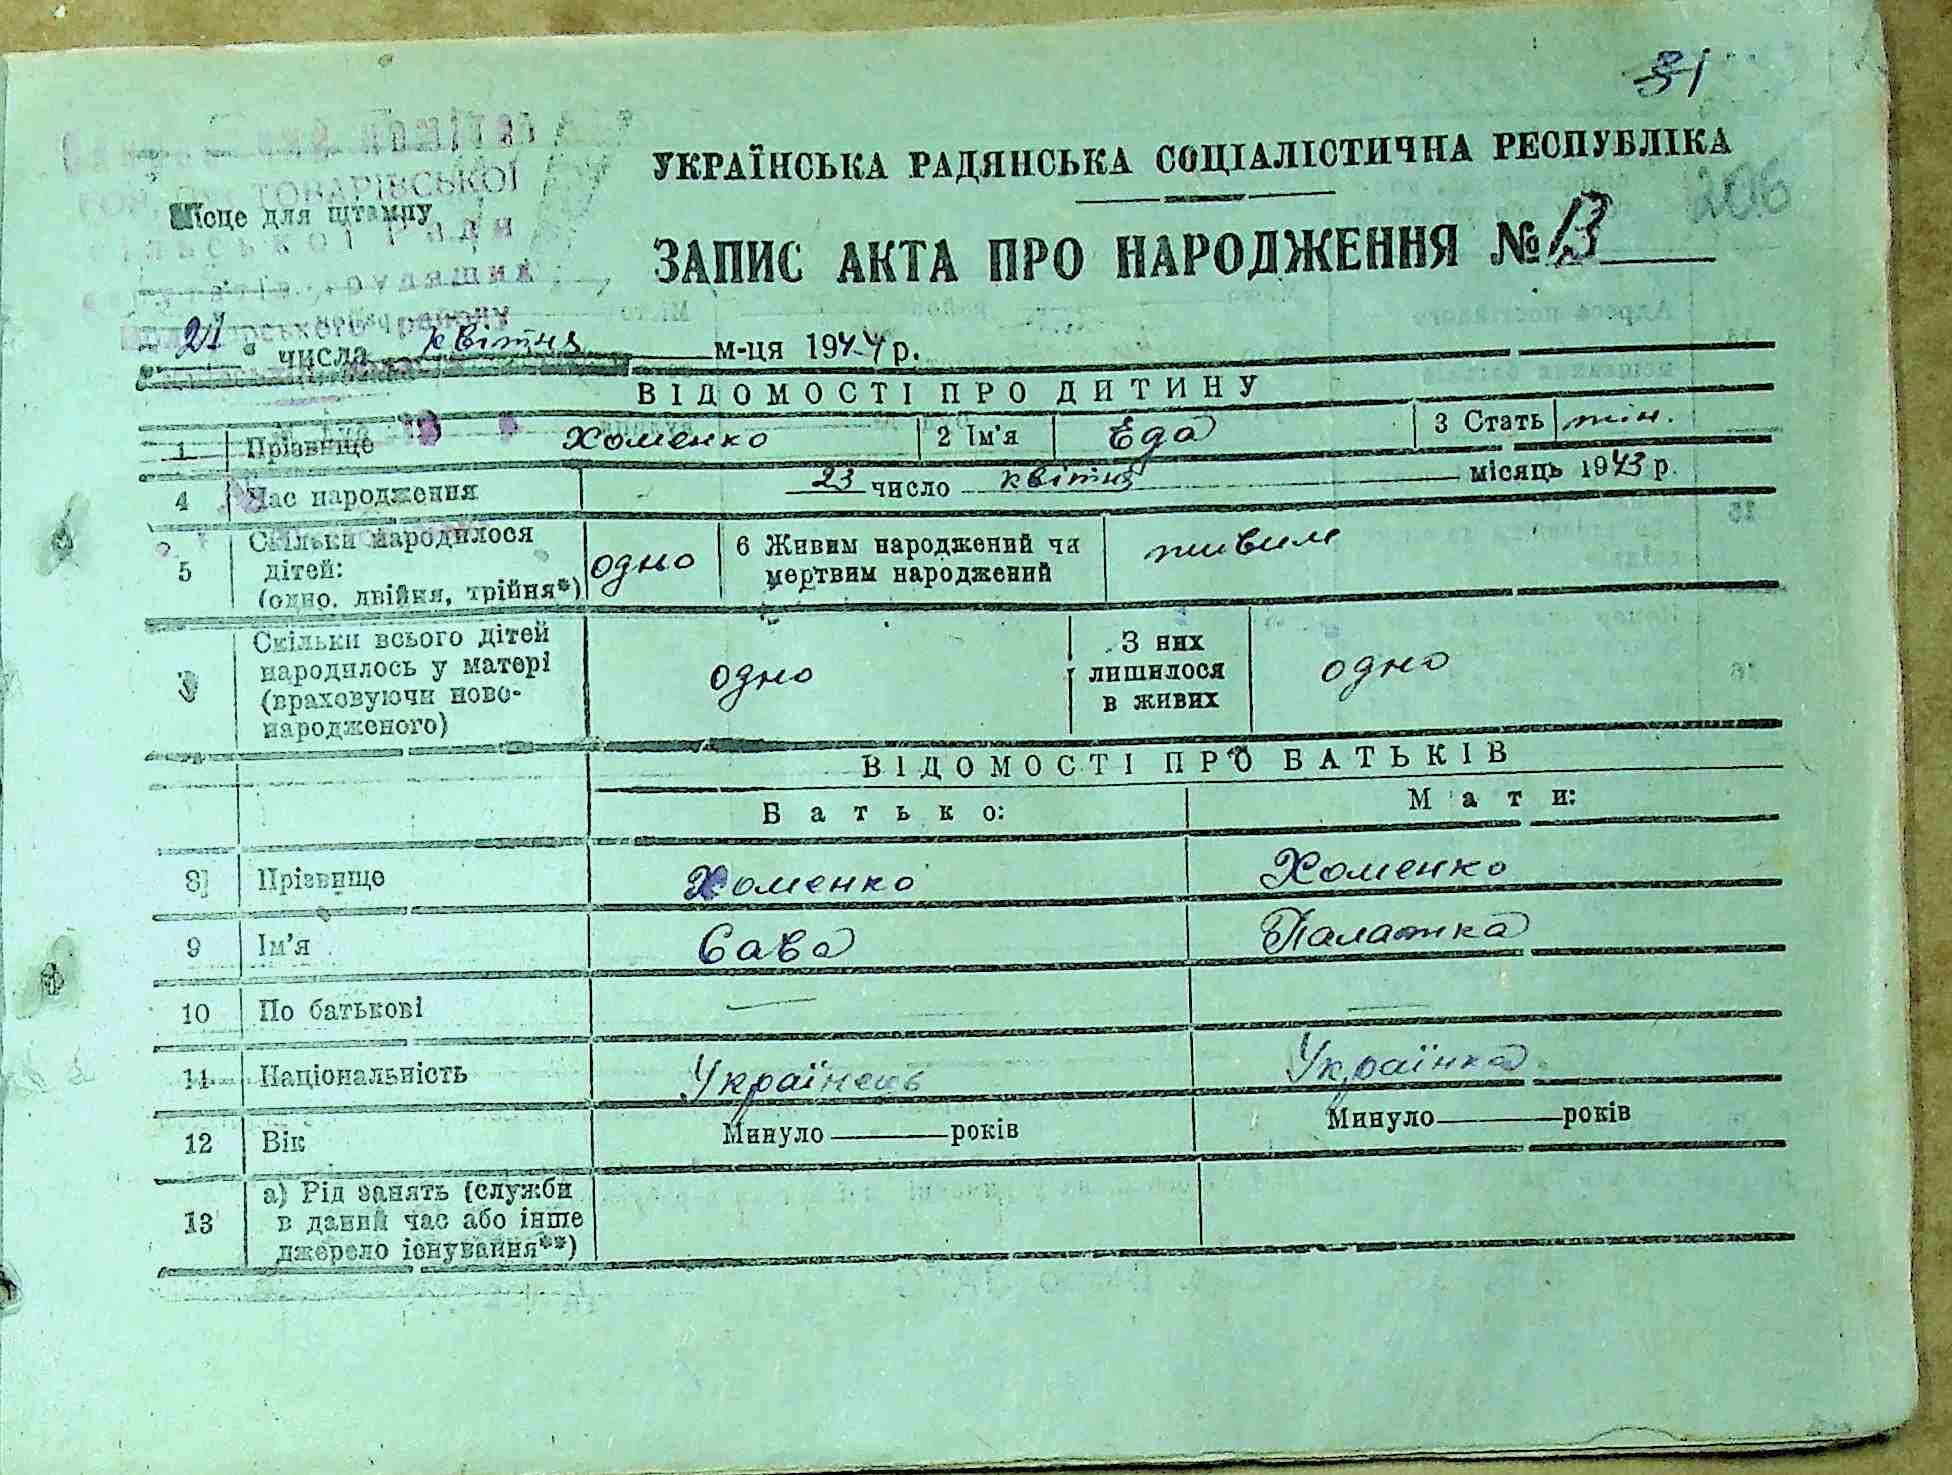 31
УКРАЇНСЬКА РАДЯНСЬКА СОЦІАЛІСТИЧНА РЕСПУБЛІКА
206
ТОВАРІВСЬКОЇ
Місце для штампу
ЗАПИС АКТА ПРО НАРОДЖЕННЯ № 13
числа квітня м-ця 1944 р.
ВІДОМОСТІ ПРО ДИТИНУ
1 Прізвище Хоменко 2 Ім'я Еда 3 Стать жін.
4 Час народження 23 число квітня місяць 1943 р.
5 Скільки народилося
дітей:
(одно, двійня, трійня*) одно 6 Живим народжений чи
мертвим народжений живим
Скільки всього дітей
народилось у матері
(враховуючи ново-
народженого) одно З них
лишилося
в живих одно
ВІДОМОСТІ ПРО БАТЬКІВ
Батько: Мати:
8 Прізвище Хоменко Хоменко
9 Ім'я Сава Палажка
10 По батькові — —
11 Національність Українець Українка
12 Вік Минуло ——— років Минуло ——— років
13 а) Рід занять (служби
в даний час або інше
джерело існування**)